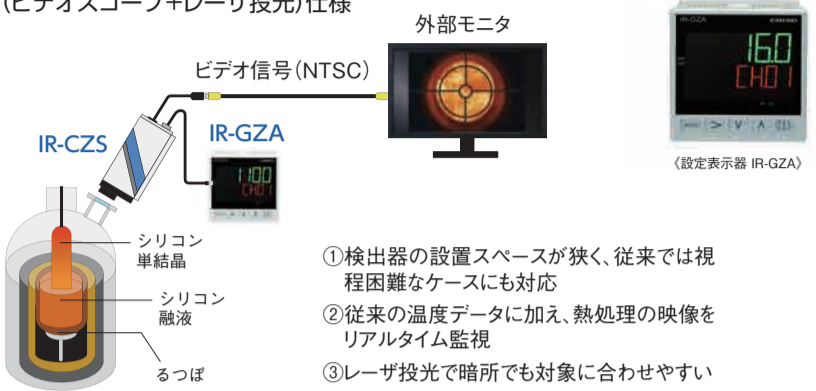 (ビデオスコープ+レーザ投光)仕様
外部モニタ
ビデオ信号(NTSC)
IR-CZS
IR-GZA
1100
CH01
IR-GZA
CHINO
16.0
CH01
《設定表示器 IR-GZA》
シリコン
単結晶
シリコン
融液
るつぼ
①検出器の設置スペースが狭く、従来では視
程困難なケースにも対応
②従来の温度データに加え、熱処理の映像を
リアルタイム監視
③レーザ投光で暗所でも対象に合わせやすい